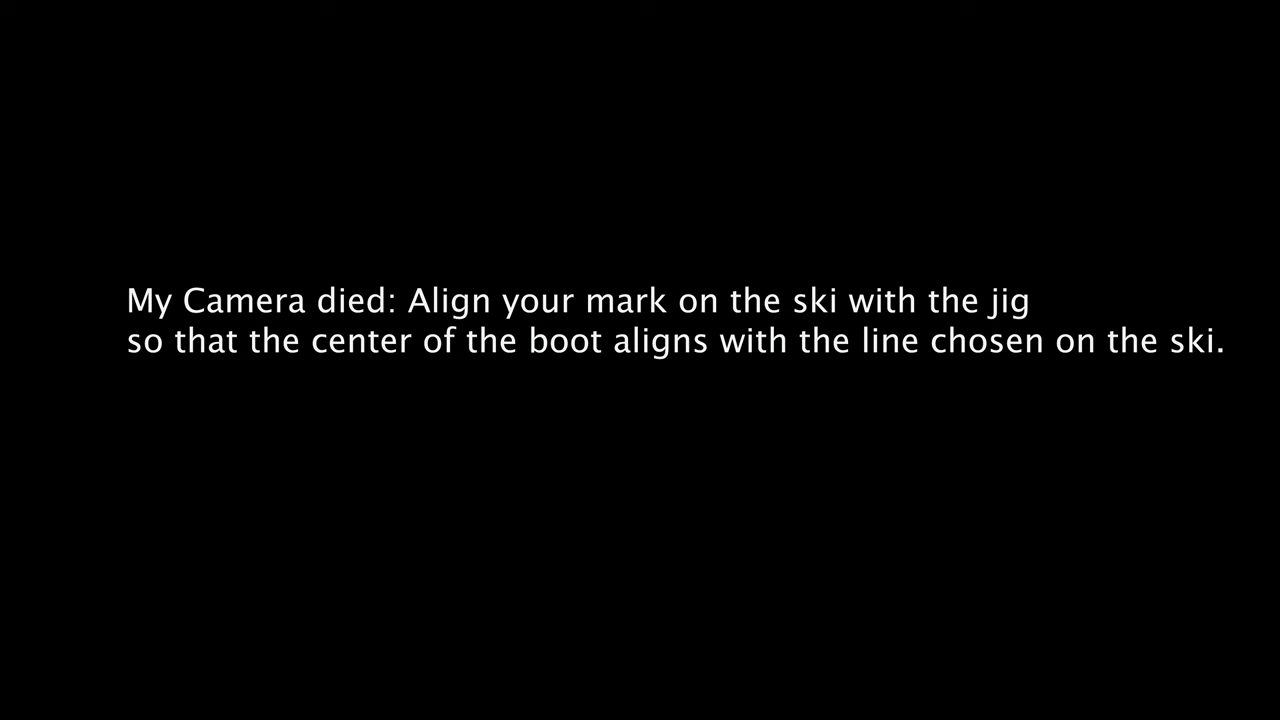 My Camera died: Align your mark on the ski with the jig
so that the center of the boot aligns with the line chosen on the ski.